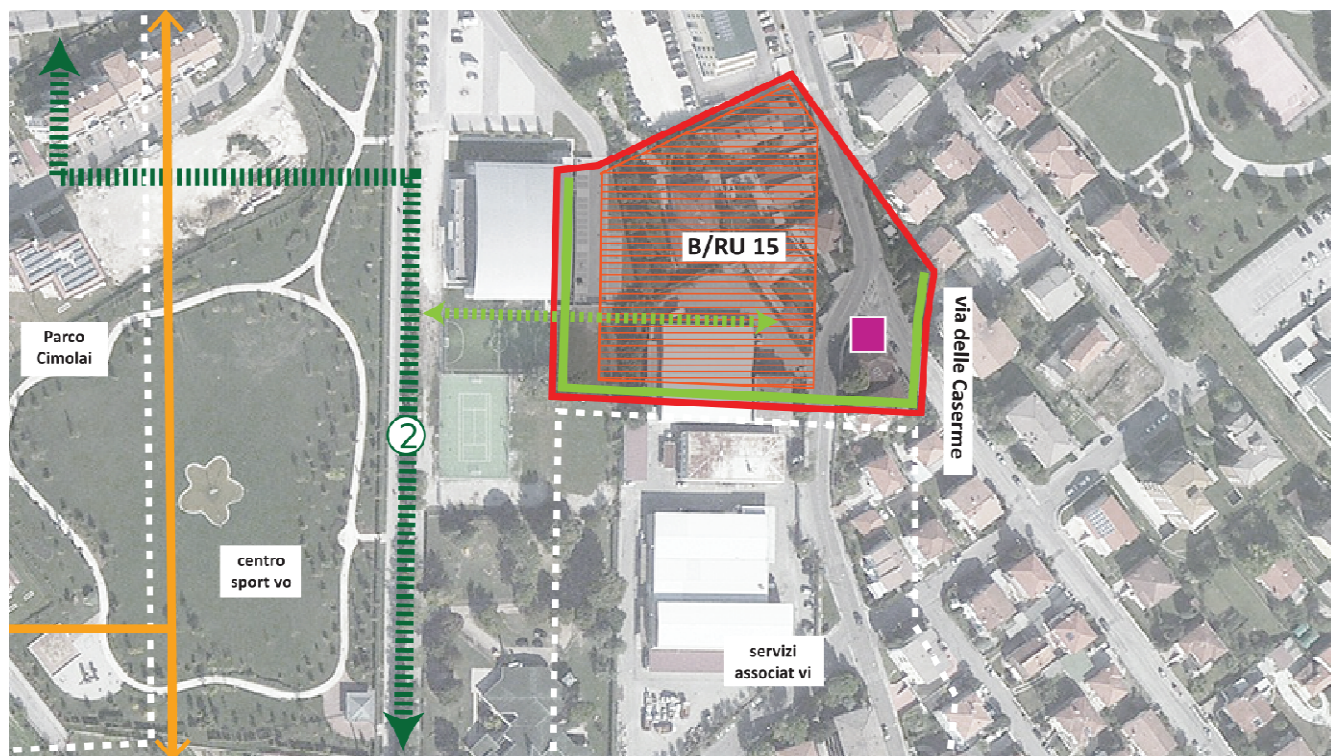 B/RU 15
via delle Caserme
Parco
Cimolai
2
centro
sport vo
servizi
associat vi